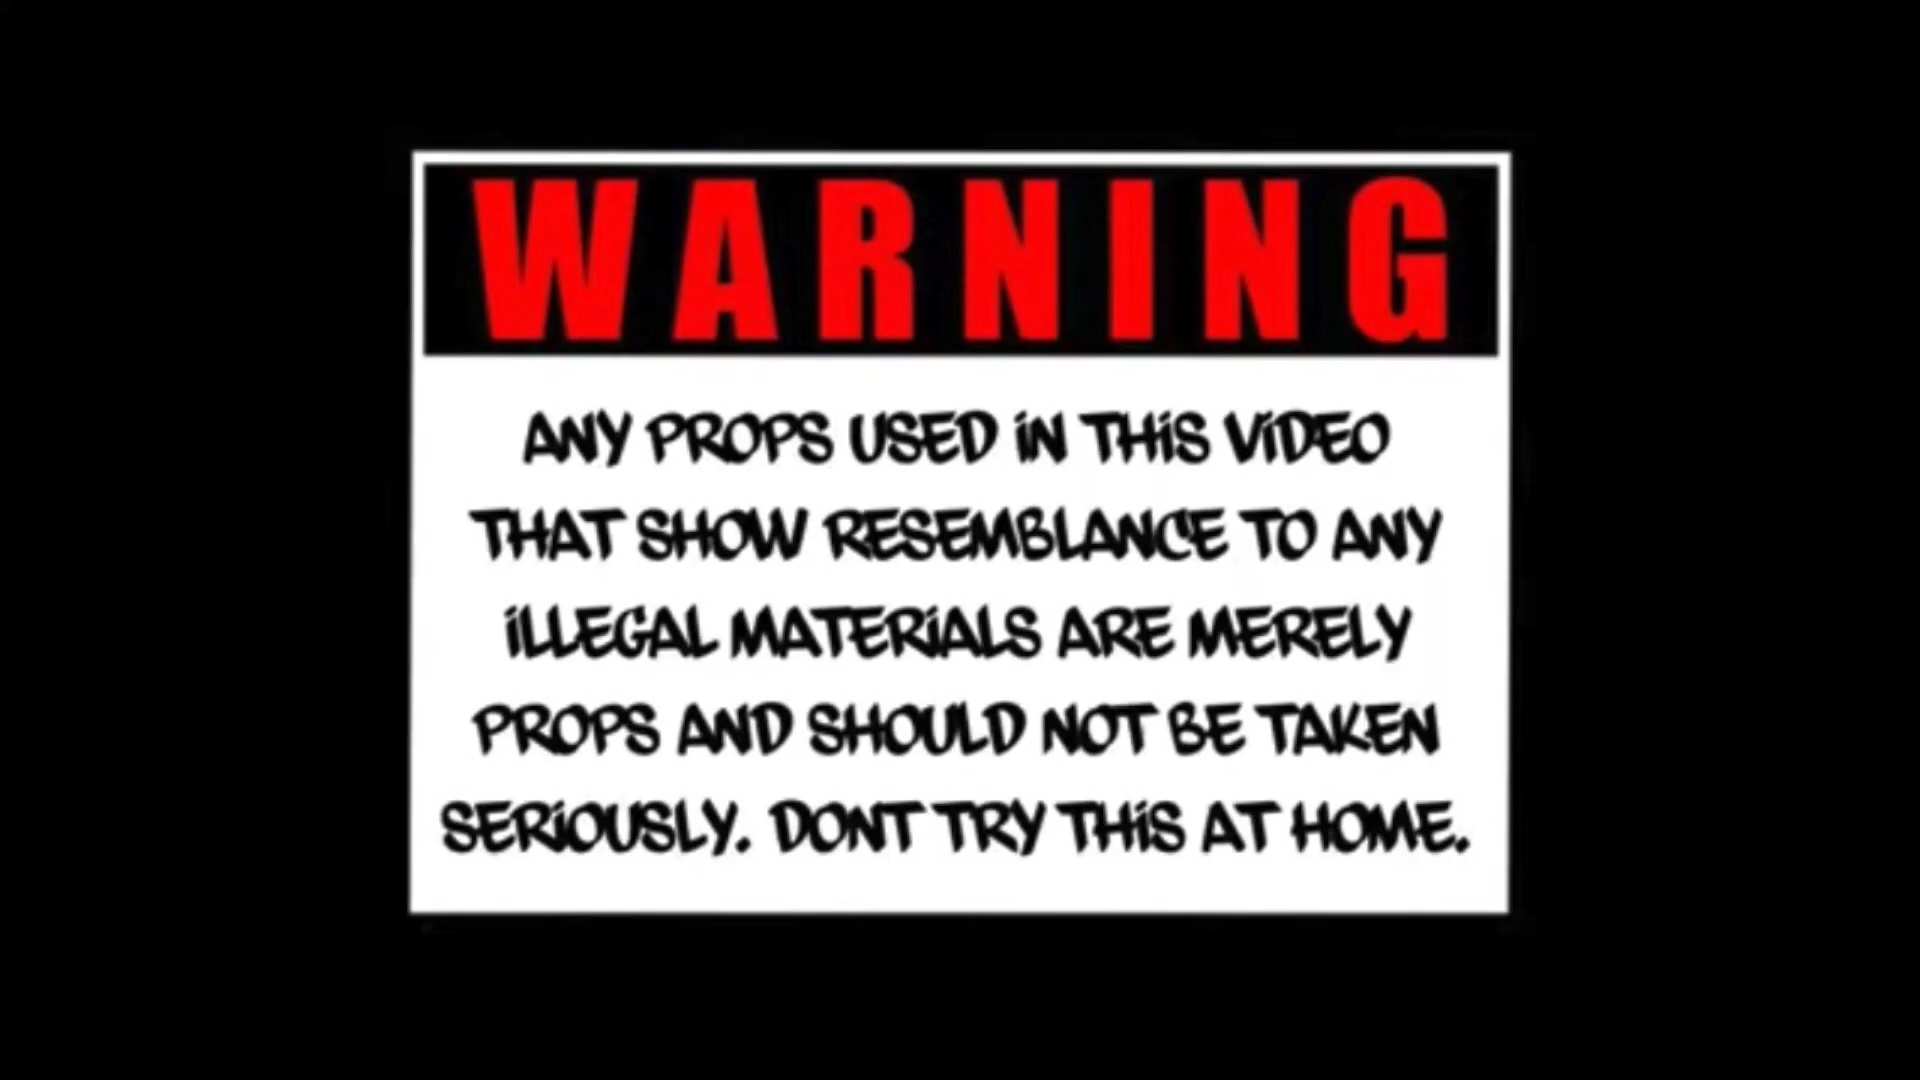 WARNING
ANY PROPS USED IN THIS VIDEO
THAT SHOW RESEMBLANCE TO ANY
ILLEGAL MATERIALS ARE MERELY
PROPS AND SHOULD NOT BE TAKEN
SERIOUSLY. DONT TRY THIS AT HOME.